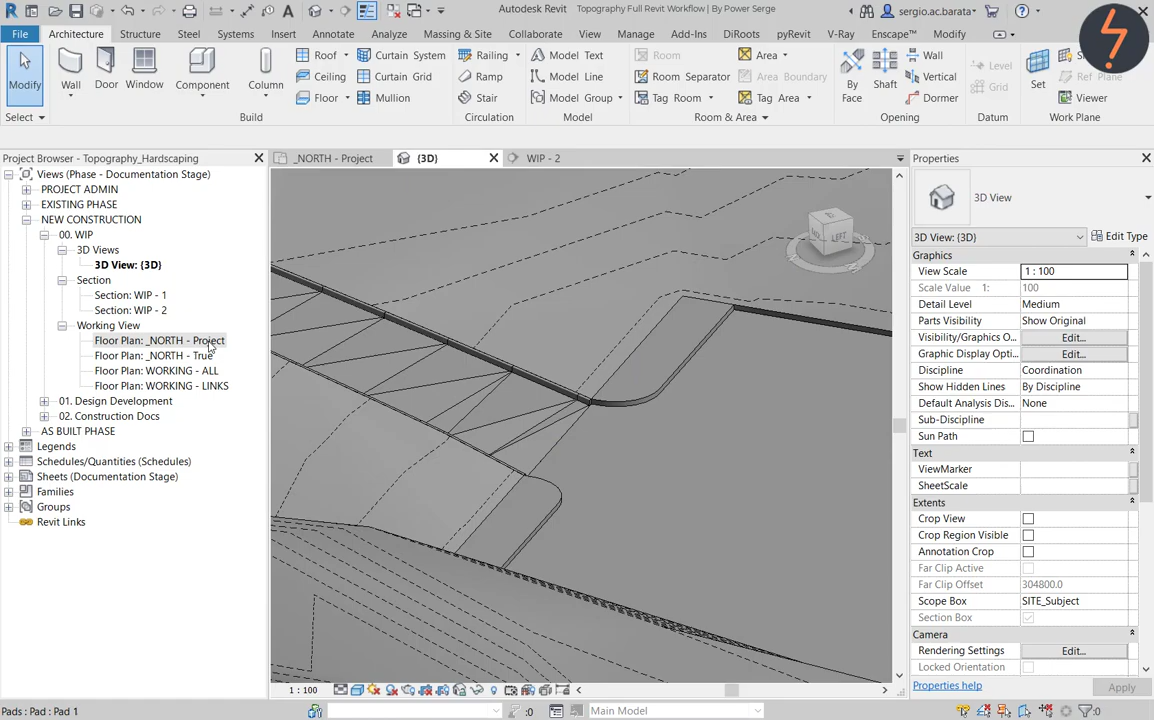 Autodesk Revit Topography Full Revit Workflow | By Power Serge
sergio.ac.barata
File Architecture Structure Steel Systems Insert Annotate Analyze Massing & Site Collaborate View Manage Add-Ins DiRoots pyRevit V-Ray Enscape™ Modify
Modify Wall Door Window Component Column
Roof Ceiling Floor
Curtain System Curtain Grid Mullion
Railing Ramp Stair
Model Text Model Line Model Group
Room Room Separator Tag Room
Area Area Boundary Tag Area
By Face Shaft Wall Vertical Dormer
Level Grid
Set Ref Plane Viewer
Select Build Circulation Model Room & Area Opening Datum Work Plane
Project Browser - Topography_Hardscaping
Views (Phase - Documentation Stage)
PROJECT ADMIN
EXISTING PHASE
NEW CONSTRUCTION
00. WIP
3D Views
3D View: {3D}
Section
Section: WIP - 1
Section: WIP - 2
Working View
Floor Plan: _NORTH - Project
Floor Plan: _NORTH - True
Floor Plan: WORKING - ALL
Floor Plan: WORKING - LINKS
01. Design Development
02. Construction Docs
AS BUILT PHASE
Legends
Schedules/Quantities (Schedules)
Sheets (Documentation Stage)
Families
Groups
Revit Links
_NORTH - Project {3D} WIP - 2
LEFT
1 : 100
Properties
3D View
3D View: {3D} Edit Type
Graphics
View Scale 1 : 100
Scale Value 1: 100
Detail Level Medium
Parts Visibility Show Original
Visibility/Graphics O... Edit...
Graphic Display Opti... Edit...
Discipline Coordination
Show Hidden Lines By Discipline
Default Analysis Dis... None
Sub-Discipline
Sun Path
Text
ViewMarker
SheetScale
Extents
Crop View
Crop Region Visible
Annotation Crop
Far Clip Active
Far Clip Offset 304800.0
Scope Box SITE_Subject
Section Box
Camera
Rendering Settings Edit...
Locked Orientation
Properties help Apply
Pads : Pad : Pad 1 :0 Main Model :0